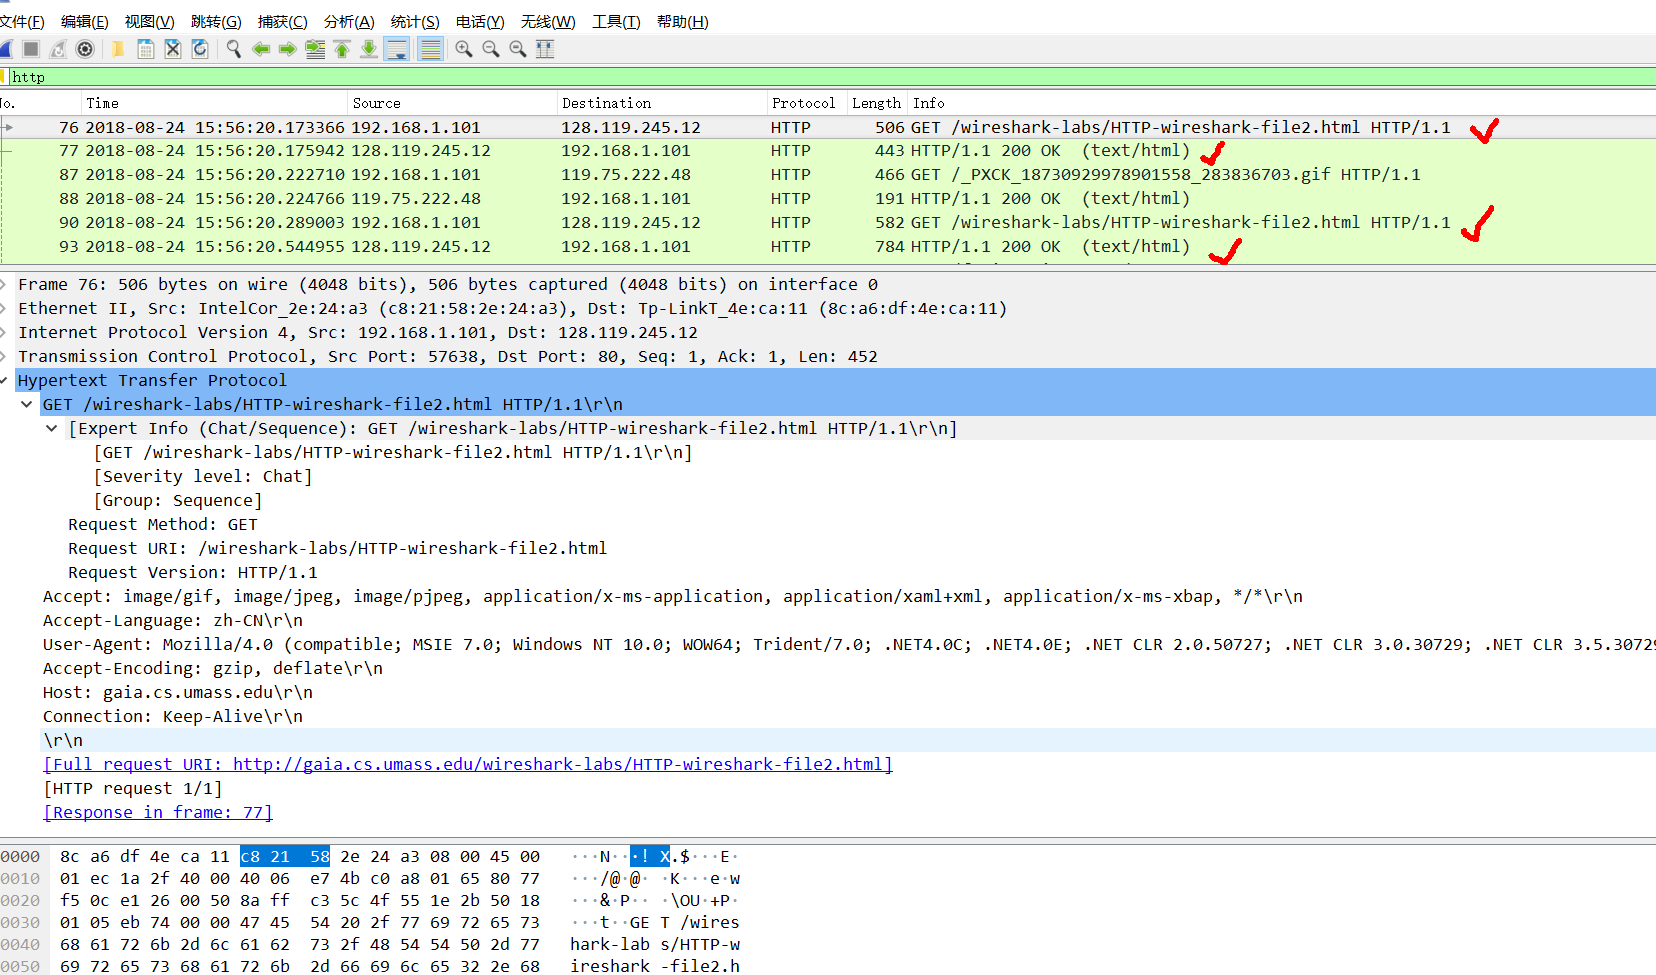 文件(F) 编辑(E) 视图(V) 跳转(G) 捕获(C) 分析(A) 统计(S) 电话(Y) 无线(W) 工具(T) 帮助(H)
http
No. Time Source Destination Protocol Length Info
76 2018-08-24 15:56:20.173366 192.168.1.101 128.119.245.12 HTTP 506 GET /wireshark-labs/HTTP-wireshark-file2.html HTTP/1.1
77 2018-08-24 15:56:20.175942 128.119.245.12 192.168.1.101 HTTP 443 HTTP/1.1 200 OK (text/html)
87 2018-08-24 15:56:20.222710 192.168.1.101 119.75.222.48 HTTP 466 GET /_PXCK_18730929978901558_283836703.gif HTTP/1.1
88 2018-08-24 15:56:20.224766 119.75.222.48 192.168.1.101 HTTP 191 HTTP/1.1 200 OK (text/html)
90 2018-08-24 15:56:20.289003 192.168.1.101 128.119.245.12 HTTP 582 GET /wireshark-labs/HTTP-wireshark-file2.html HTTP/1.1
93 2018-08-24 15:56:20.544955 128.119.245.12 192.168.1.101 HTTP 784 HTTP/1.1 200 OK (text/html)
Frame 76: 506 bytes on wire (4048 bits), 506 bytes captured (4048 bits) on interface 0
Ethernet II, Src: IntelCor_2e:24:a3 (c8:21:58:2e:24:a3), Dst: Tp-LinkT_4e:ca:11 (8c:a6:df:4e:ca:11)
Internet Protocol Version 4, Src: 192.168.1.101, Dst: 128.119.245.12
Transmission Control Protocol, Src Port: 57638, Dst Port: 80, Seq: 1, Ack: 1, Len: 452
Hypertext Transfer Protocol
GET /wireshark-labs/HTTP-wireshark-file2.html HTTP/1.1\r\n
[Expert Info (Chat/Sequence): GET /wireshark-labs/HTTP-wireshark-file2.html HTTP/1.1\r\n]
[GET /wireshark-labs/HTTP-wireshark-file2.html HTTP/1.1\r\n]
[Severity level: Chat]
[Group: Sequence]
Request Method: GET
Request URI: /wireshark-labs/HTTP-wireshark-file2.html
Request Version: HTTP/1.1
Accept: image/gif, image/jpeg, image/pjpeg, application/x-ms-application, application/xaml+xml, application/x-ms-xbap, */*\r\n
Accept-Language: zh-CN\r\n
User-Agent: Mozilla/4.0 (compatible; MSIE 7.0; Windows NT 10.0; WOW64; Trident/7.0; .NET4.0C; .NET4.0E; .NET CLR 2.0.50727; .NET CLR 3.0.30729; .NET CLR 3.5.30729
Accept-Encoding: gzip, deflate\r\n
Host: gaia.cs.umass.edu\r\n
Connection: Keep-Alive\r\n
\r\n
[Full request URI: http://gaia.cs.umass.edu/wireshark-labs/HTTP-wireshark-file2.html]
[HTTP request 1/1]
[Response in frame: 77]
0000 8c a6 df 4e ca 11 c8 21 58 2e 24 a3 08 00 45 00 ···N···! X.$···E·
0010 01 ec 1a 2f 40 00 40 06 e7 4b c0 a8 01 65 80 77 ···/@·@· ·K···e·w
0020 f5 0c e1 26 00 50 8a ff c3 5c 4f 55 1e 2b 50 18 ···&·P·· ·\OU·+P·
0030 01 05 eb 74 00 00 47 45 54 20 2f 77 69 72 65 73 ···t··GE T /wires
0040 68 61 72 6b 2d 6c 61 62 73 2f 48 54 54 50 2d 77 hark-lab s/HTTP-w
0050 69 72 65 73 68 61 72 6b 2d 66 69 6c 65 32 2e 68 ireshark -file2.h